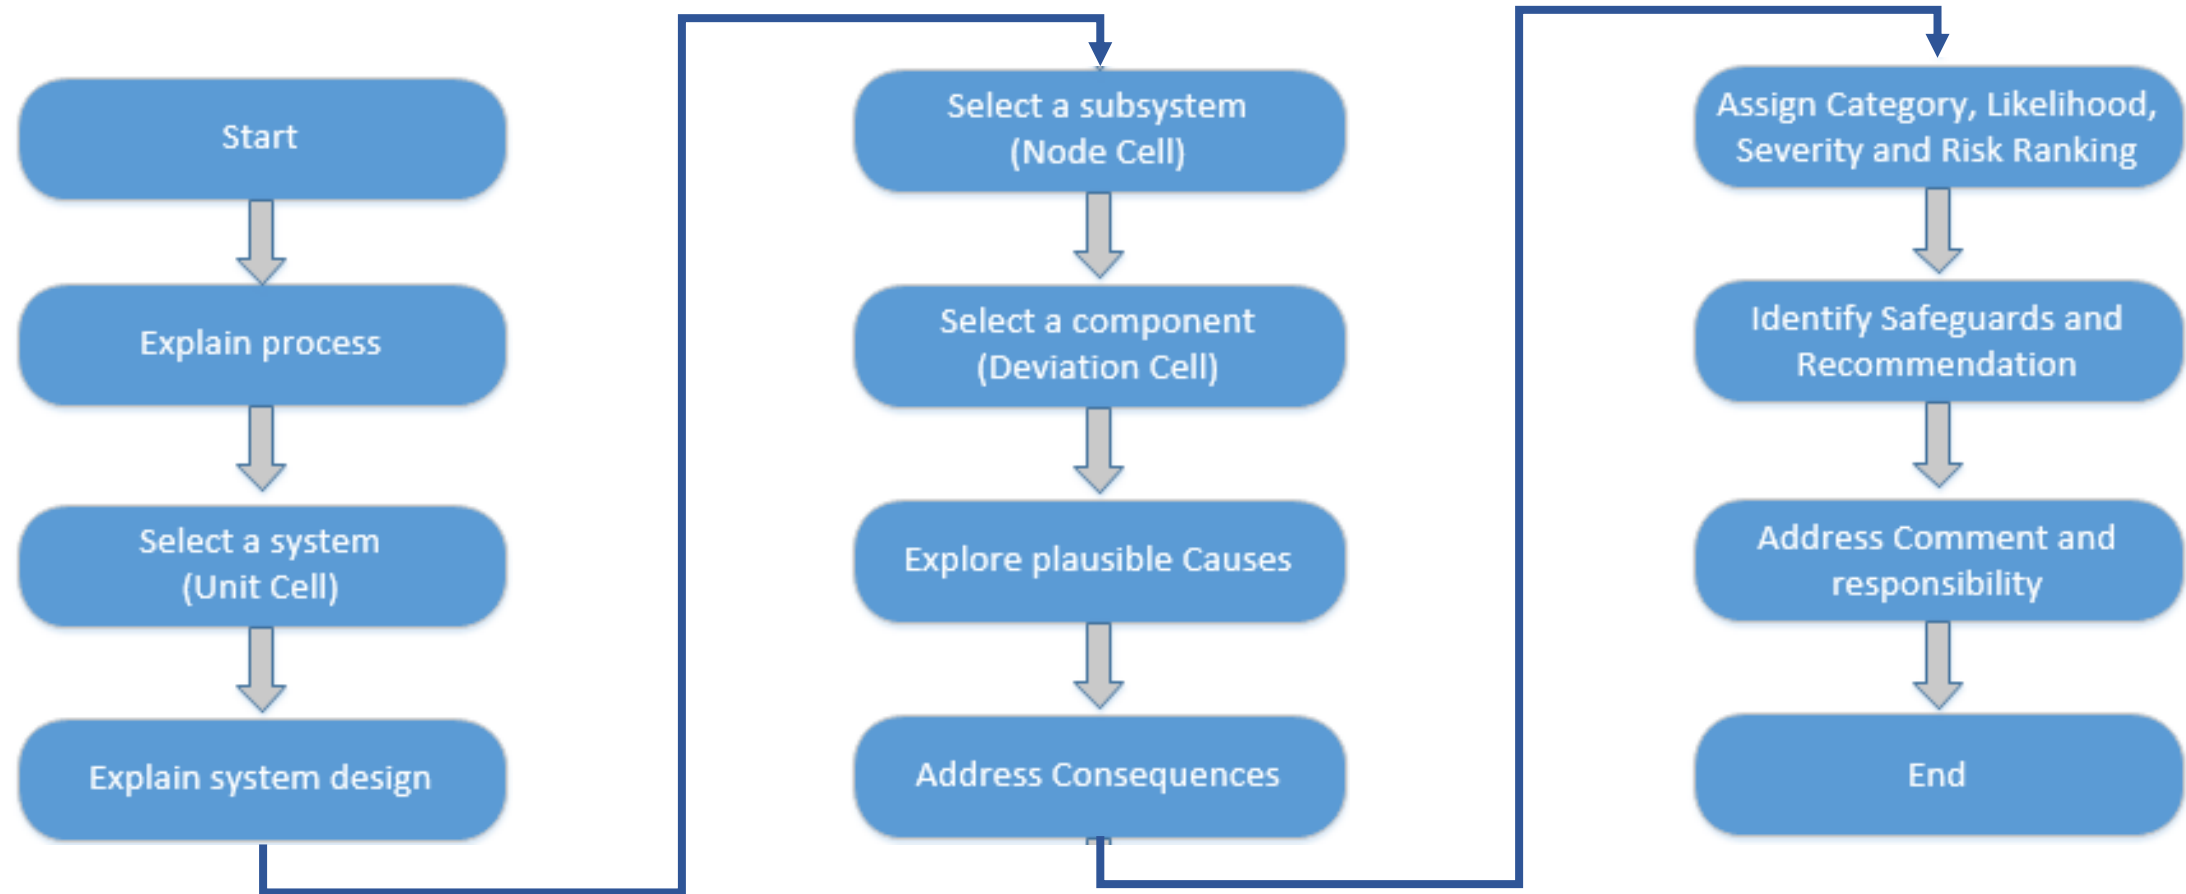 Start
Explain process
Select a system
(Unit Cell)
Explain system design
Select a subsystem
(Node Cell)
Select a component
(Deviation Cell)
Explore plausible Causes
Address Consequences
Assign Category, Likelihood,
Severity and Risk Ranking
Identify Safeguards and
Recommendation
Address Comment and
responsibility
End